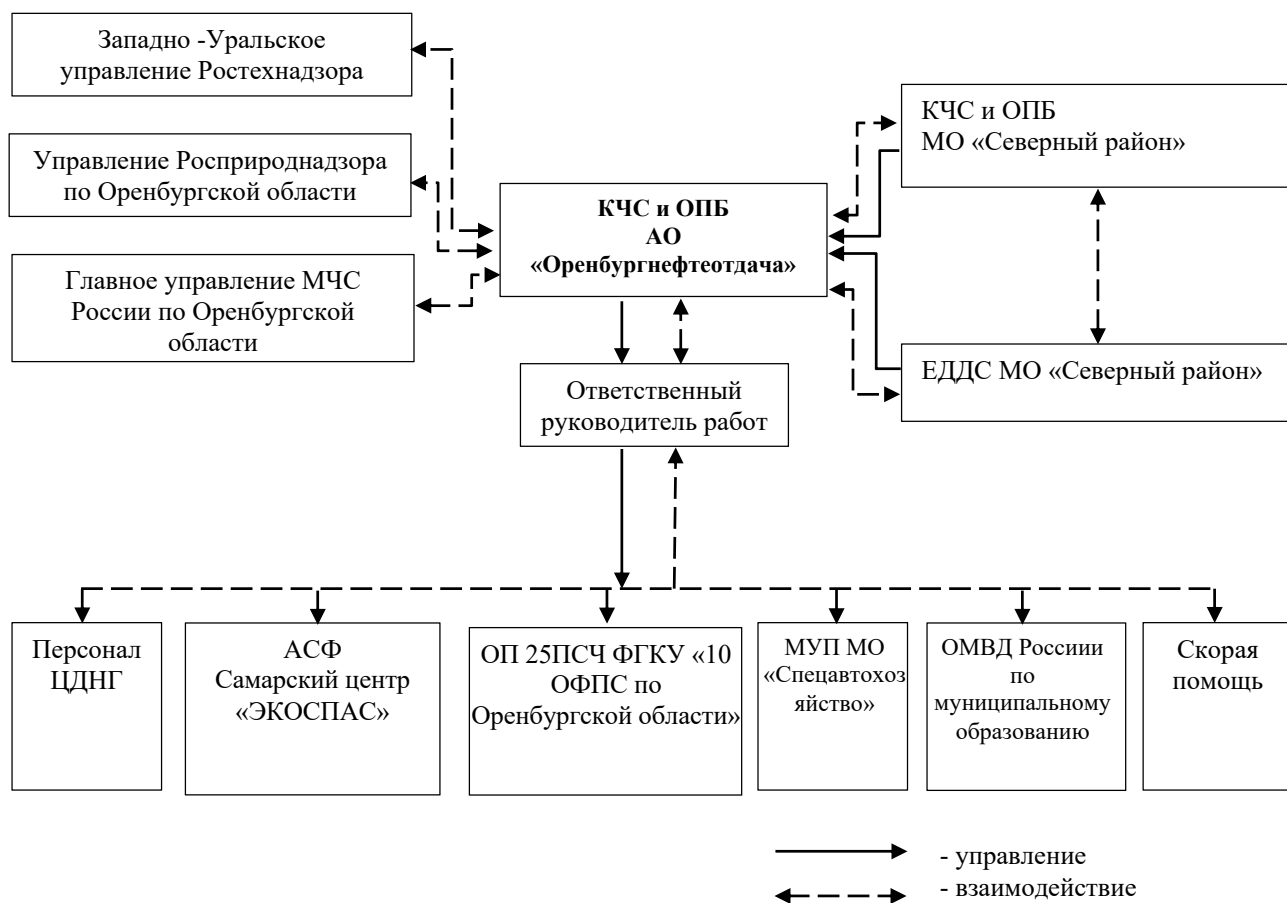 Западно -Уральское
управление Ростехнадзора
Управление Росприроднадзора
по Оренбургской области
Главное управление МЧС
России по Оренбургской
области
КЧС и ОПБ
АО
«Оренбургнефтеотдача»
КЧС и ОПБ
МО «Северный район»
ЕДДС МО «Северный район»
Ответственный
руководитель работ
Персонал
ЦДНГ
АСФ
Самарский центр
«ЭКОСПАС»
ОП 25ПСЧ ФГКУ «10
ОФПС по
Оренбургской области»
МУП МО
«Спецавтохоз
яйство»
ОМВД Россиии
по
муниципальному
образованию
Скорая
помощь
- управление
- взаимодействие